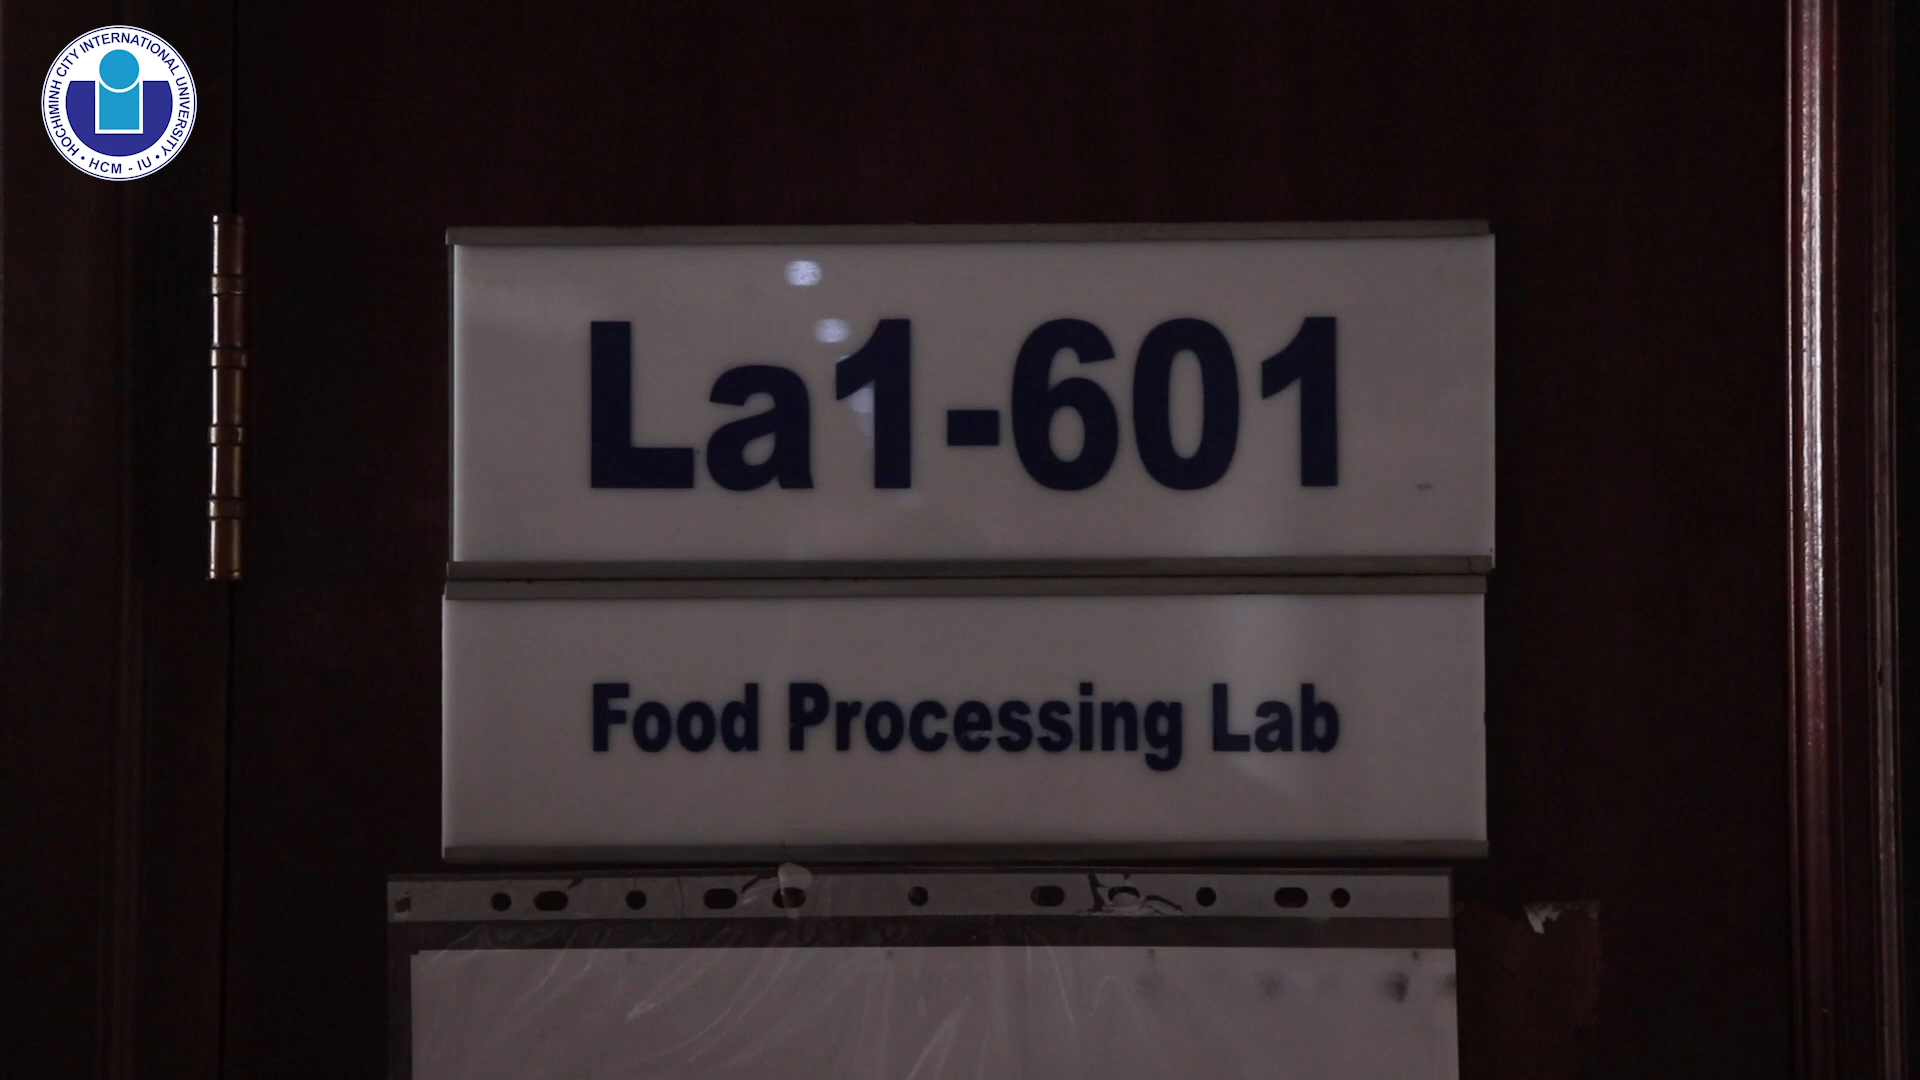 HOCHIMINH CITY INTERNATIONAL UNIVERSITY
• HCM - IU •
La1-601
Food Processing Lab